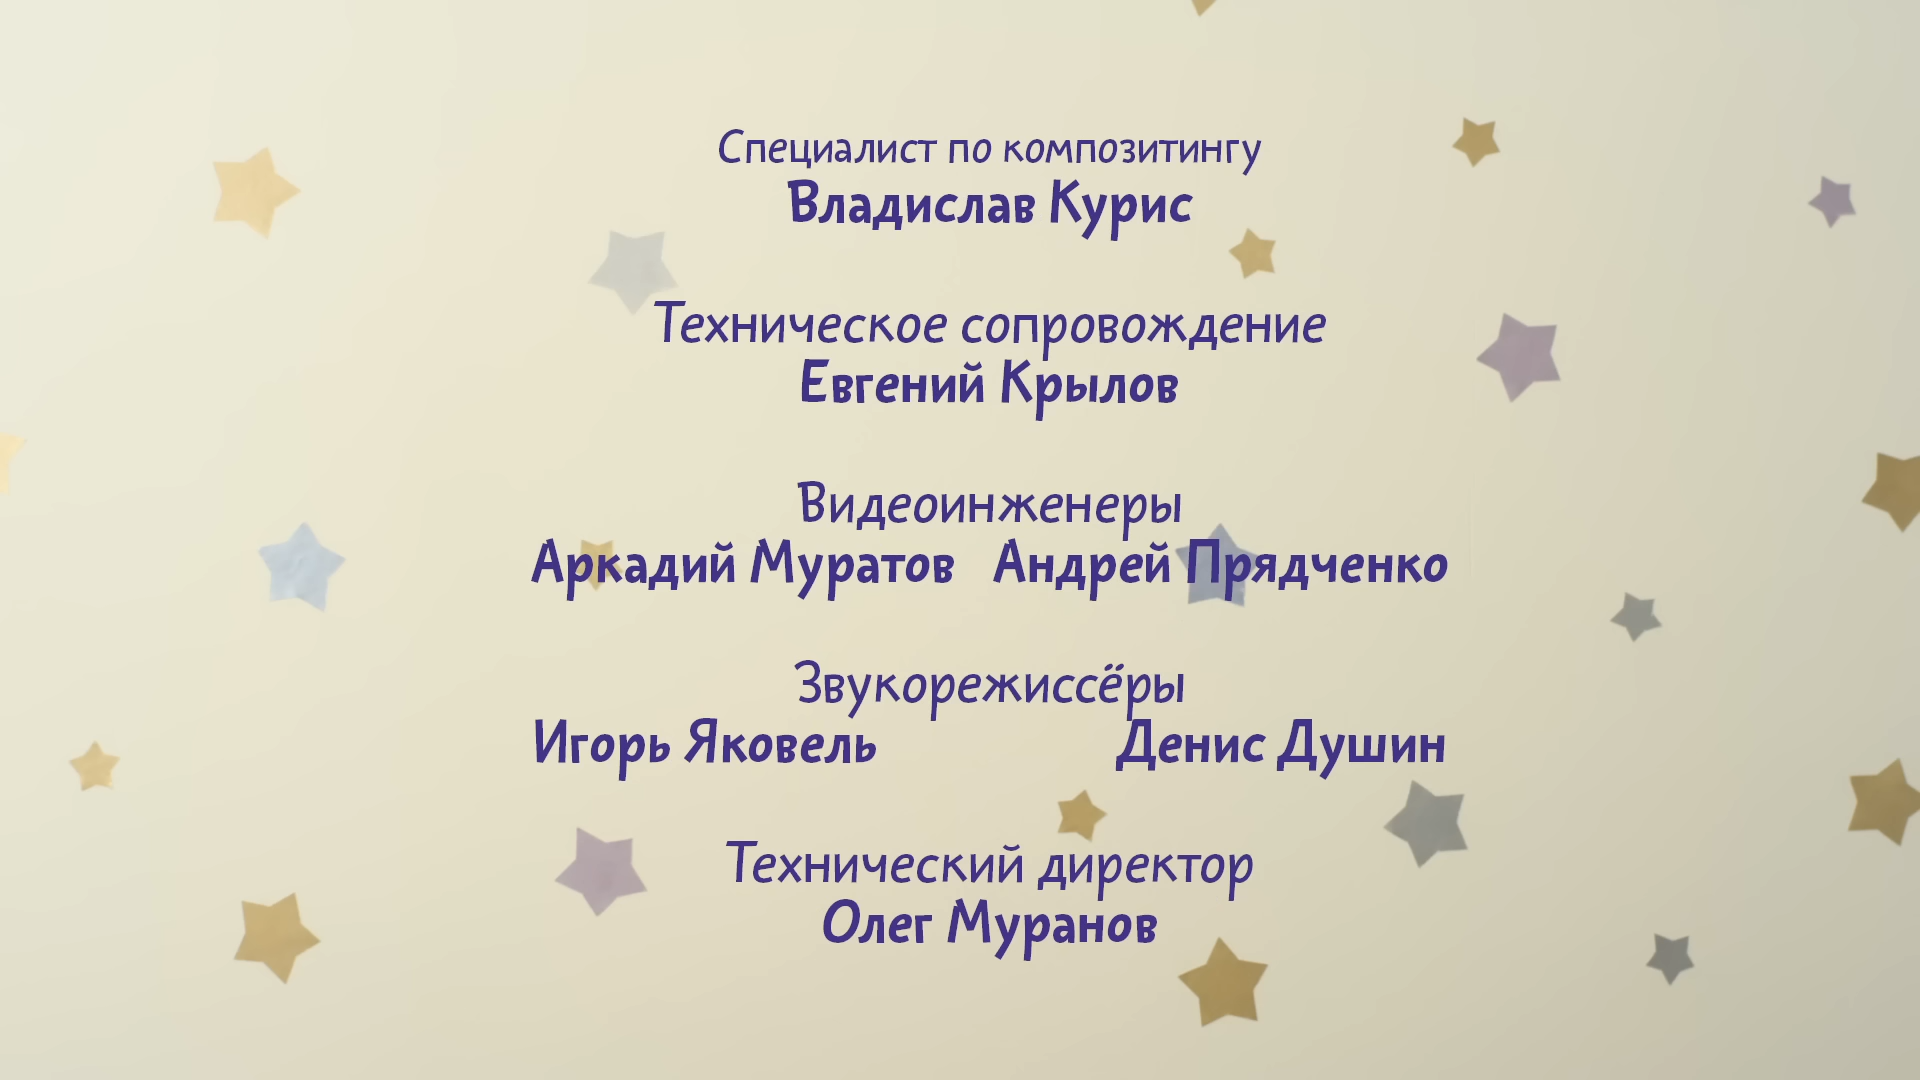 Специалист по композитингу
Владислав Курис
Техническое сопровождение
Евгений Крылов
Видеоинженеры
Аркадий Муратов Андрей Прядченко
Звукорежиссёры
Игорь Яковель Денис Душин
Технический директор
Олег Муранов